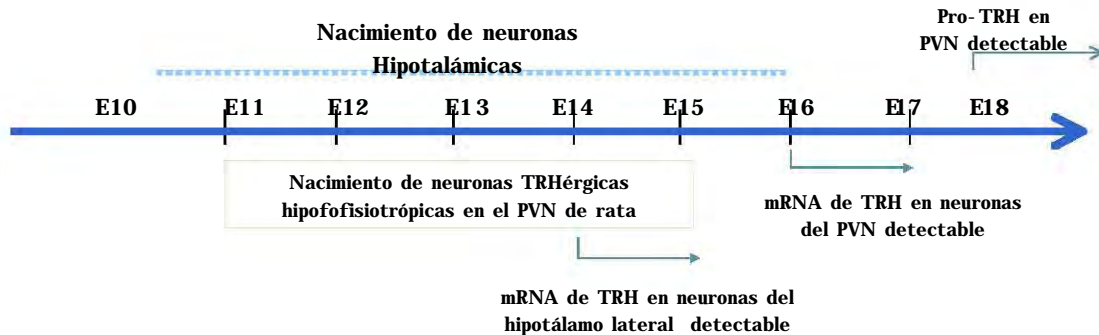 Pro-TRH en
PVN detectable
Nacimiento de neuronas
Hipotalámicas
E10 E11 E12 E13 E14 E15 E16 E17 E18
Nacimiento de neuronas TRHérgicas
hipofofisiotrópicas en el PVN de rata
mRNA de TRH en neuronas
del PVN detectable
mRNA de TRH en neuronas del
hipotálamo lateral detectable